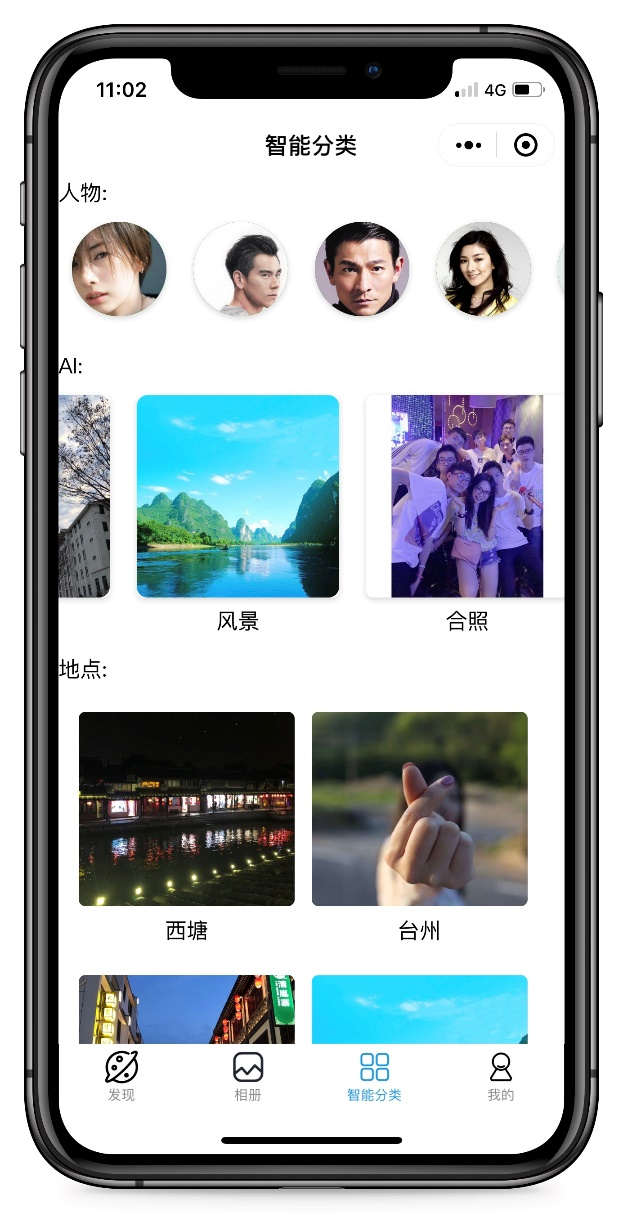 11:02
4G
智能分类
人物:
AI:
风景
合照
地点:
西塘
台州
发现
相册
智能分类
我的